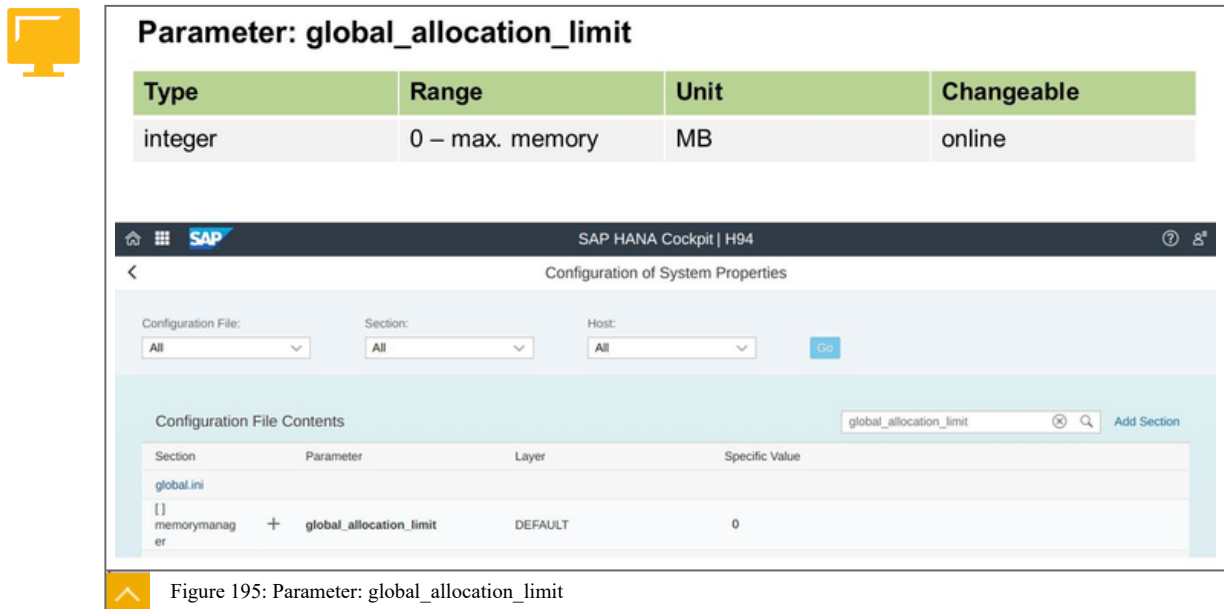 Parameter: global_allocation_limit
Type Range Unit Changeable
integer 0 – max. memory MB online
SAP SAP HANA Cockpit | H94
Configuration of System Properties
Configuration File: Section: Host:
All All All Go
Configuration File Contents global_allocation_limit Add Section
Section Parameter Layer Specific Value
global.ini
[ ]
memorymanag + global_allocation_limit DEFAULT 0
er
Figure 195: Parameter: global_allocation_limit